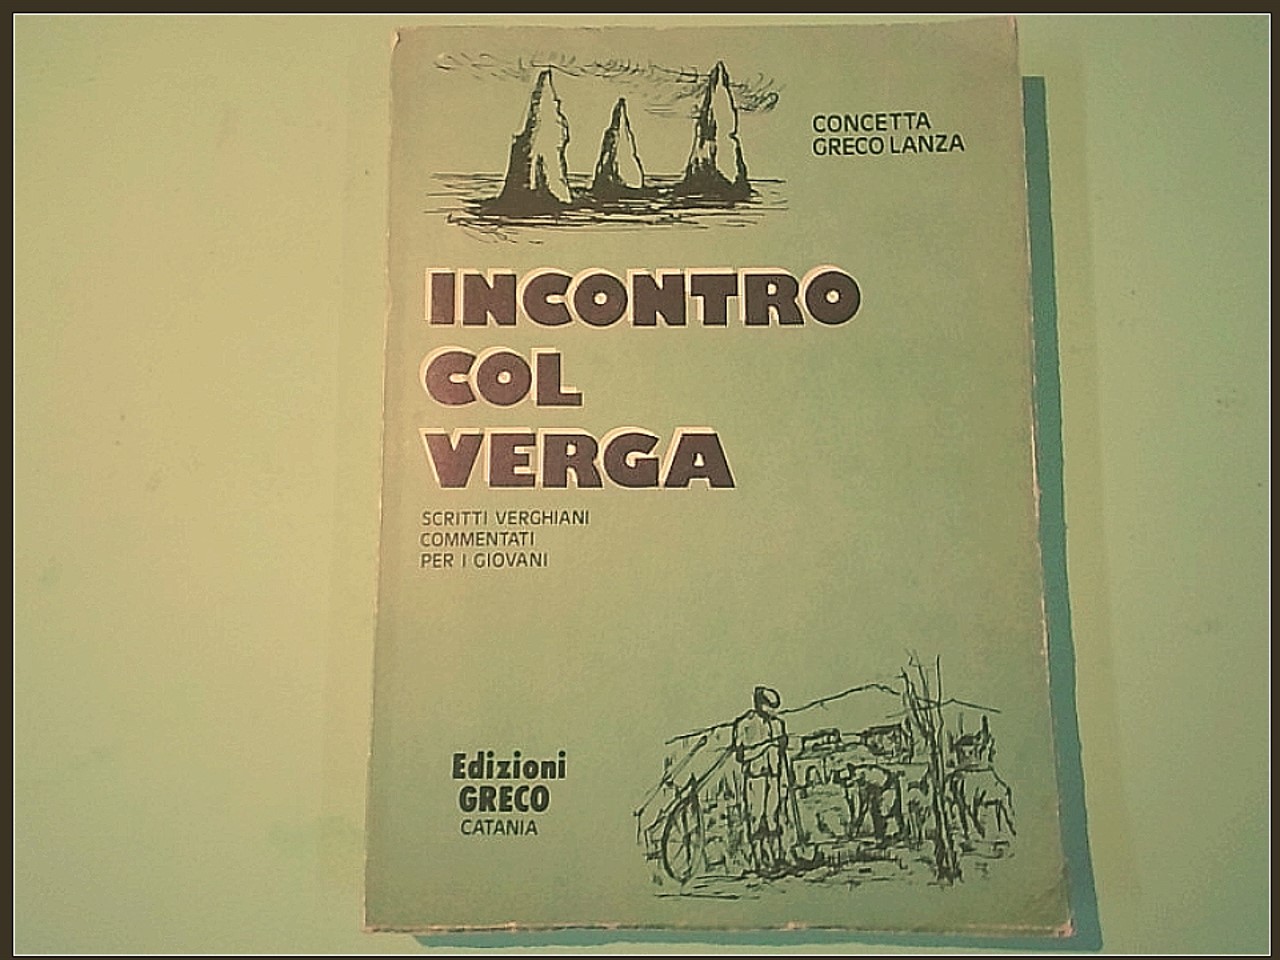 CONCETTA
GRECO LANZA
INCONTRO
COL
VERGA
SCRITTI VERGHIANI
COMMENTATI
PER I GIOVANI
Edizioni
GRECO
CATANIA